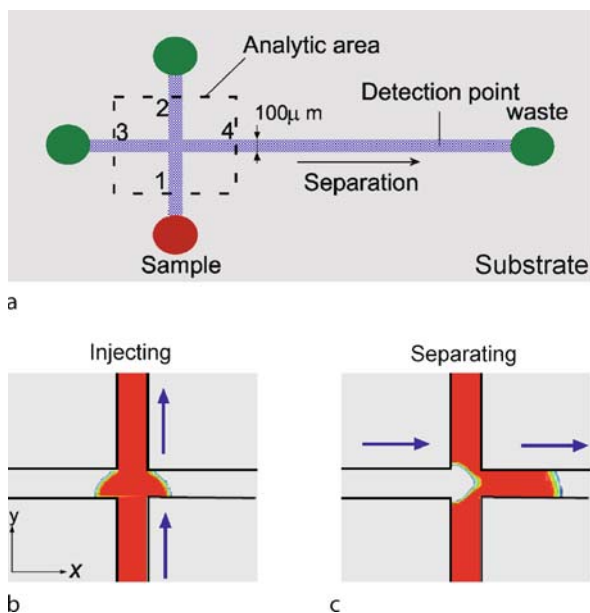 Analytic area
2
3
4
100μ m
Detection point
waste
1
Separation
Sample
Substrate
a
Injecting
Separating
y
x
b
c